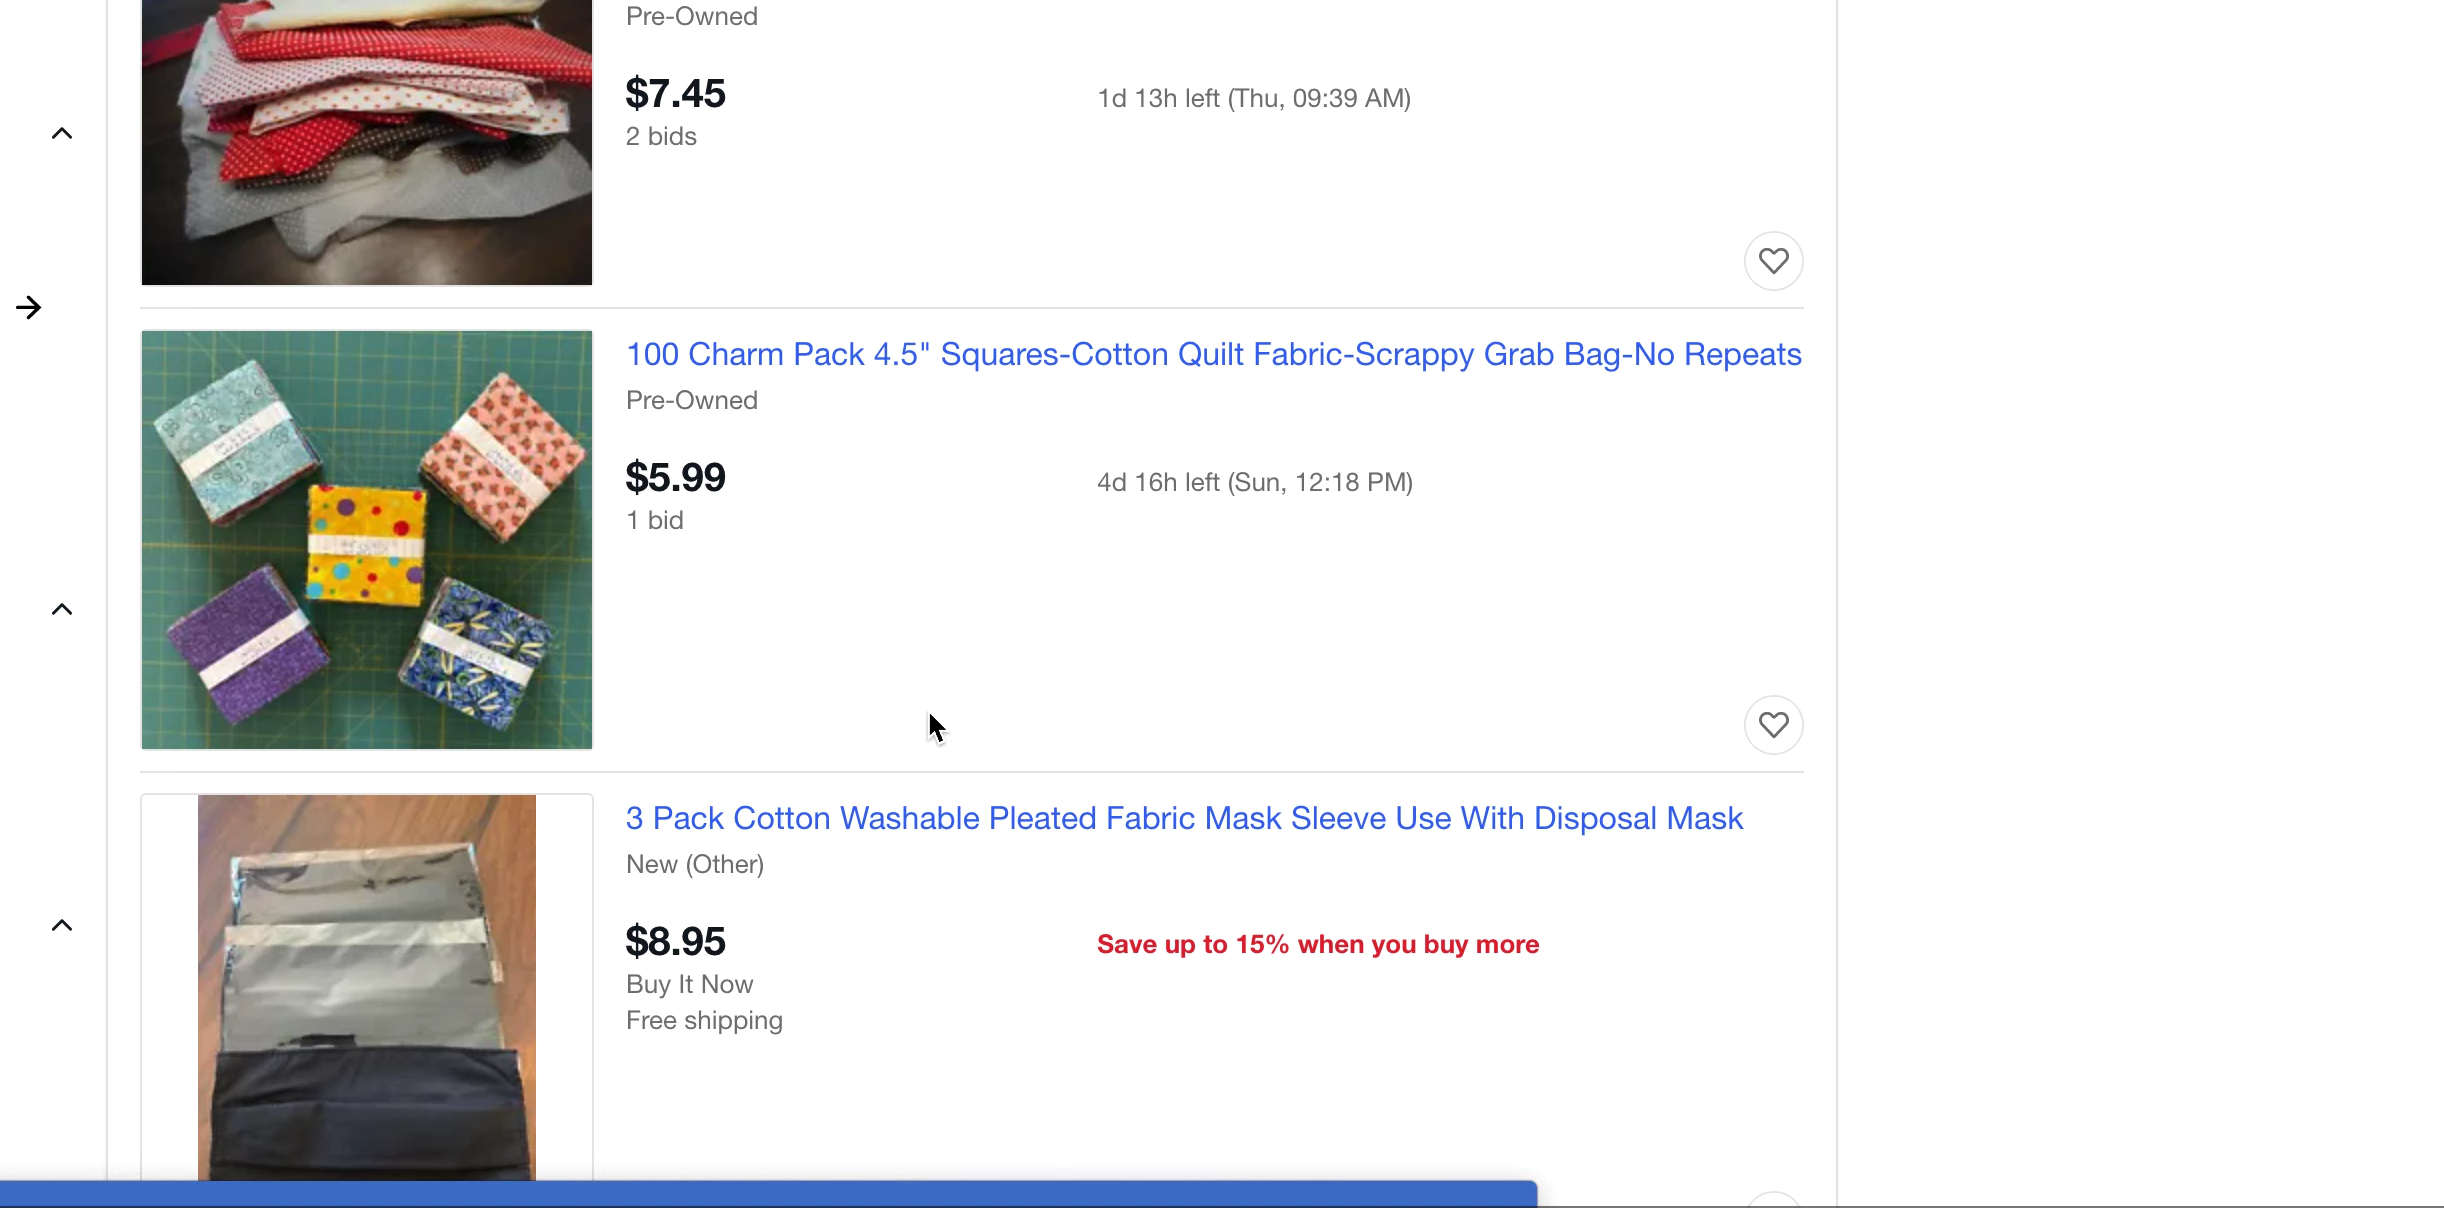 Pre-Owned
$7.45
1d 13h left (Thu, 09:39 AM)
2 bids
100 Charm Pack 4.5" Squares-Cotton Quilt Fabric-Scrappy Grab Bag-No Repeats
Pre-Owned
$5.99
4d 16h left (Sun, 12:18 PM)
1 bid
3 Pack Cotton Washable Pleated Fabric Mask Sleeve Use With Disposal Mask
New (Other)
$8.95
Save up to 15% when you buy more
Buy It Now
Free shipping